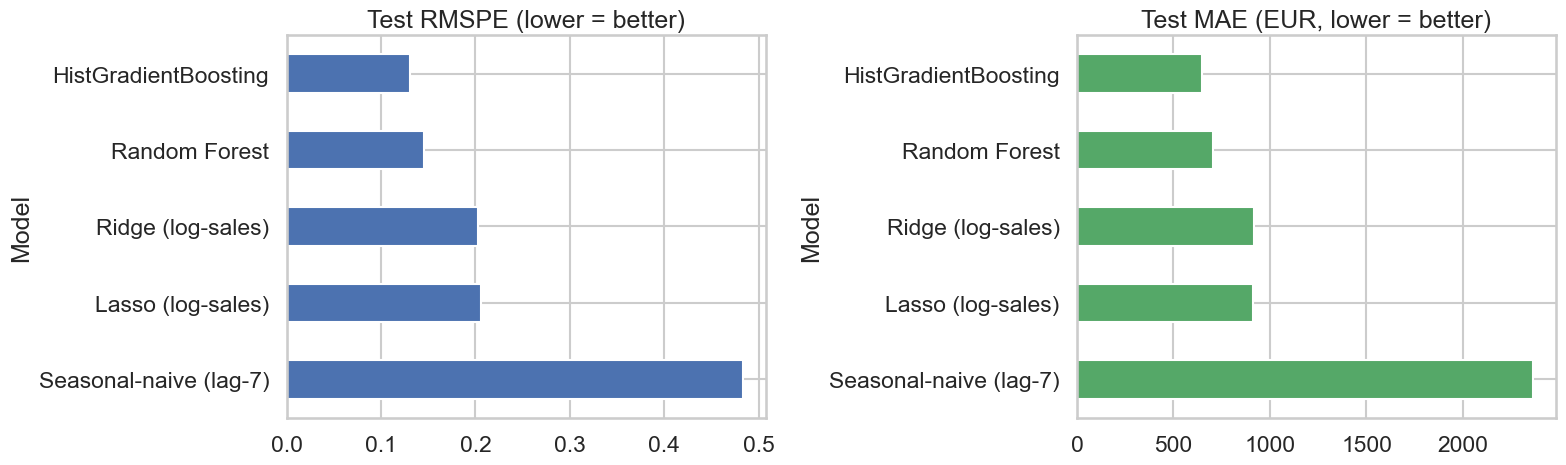 Test RMSPE (lower = better)
Model
HistGradientBoosting
Random Forest
Ridge (log-sales)
Lasso (log-sales)
Seasonal-naive (lag-7)
0.0 0.1 0.2 0.3 0.4 0.5
Test MAE (EUR, lower = better)
Model
HistGradientBoosting
Random Forest
Ridge (log-sales)
Lasso (log-sales)
Seasonal-naive (lag-7)
0 500 1000 1500 2000